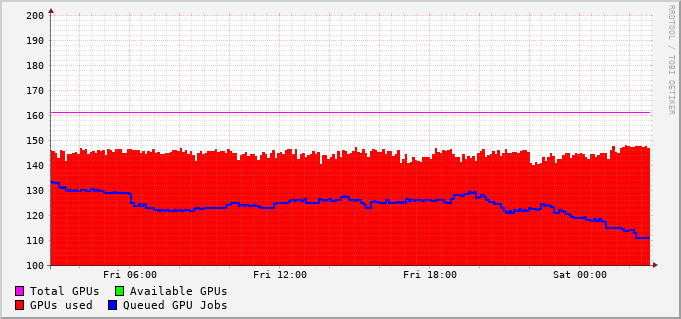 RRDTOOL / TOBI OETIKER
200
190
180
170
160
150
140
130
120
110
100
Fri 06:00 Fri 12:00 Fri 18:00 Sat 00:00
Total GPUs Available GPUs
GPUs used Queued GPU Jobs